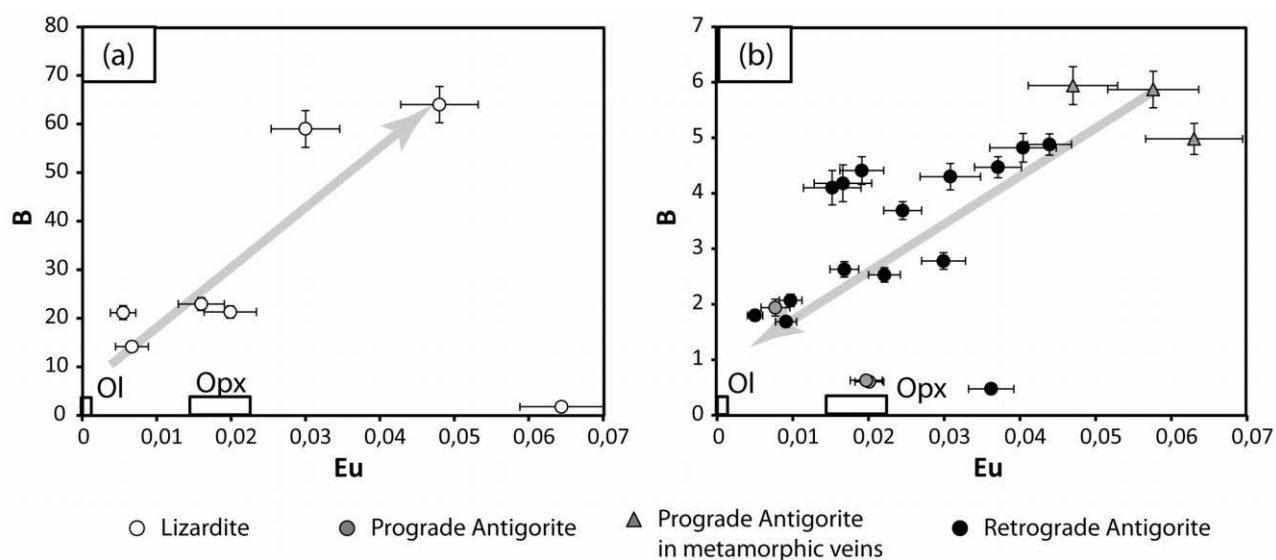 (a)
B
80
70
60
50
40
30
20
10
0
Ol
Opx
0 0,01 0,02 0,03 0,04 0,05 0,06 0,07
Eu
(b)
B
7
6
5
4
3
2
1
0
Ol
Opx
0 0,01 0,02 0,03 0,04 0,05 0,06 0,07
Eu
Lizardite
Prograde Antigorite
Prograde Antigorite
in metamorphic veins
Retrograde Antigorite